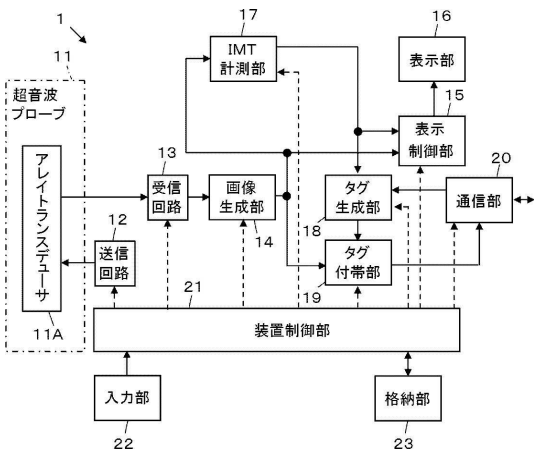 1
11
超音波
プローブ
アレイトランスデューサ
11A
12
送信
回路
13
受信
回路
画像
生成部
14
17
IMT
計測部
16
表示部
15
表示
制御部
タグ
生成部
18
タグ
付帯部
19
20
通信部
21
装置制御部
入力部
22
格納部
23